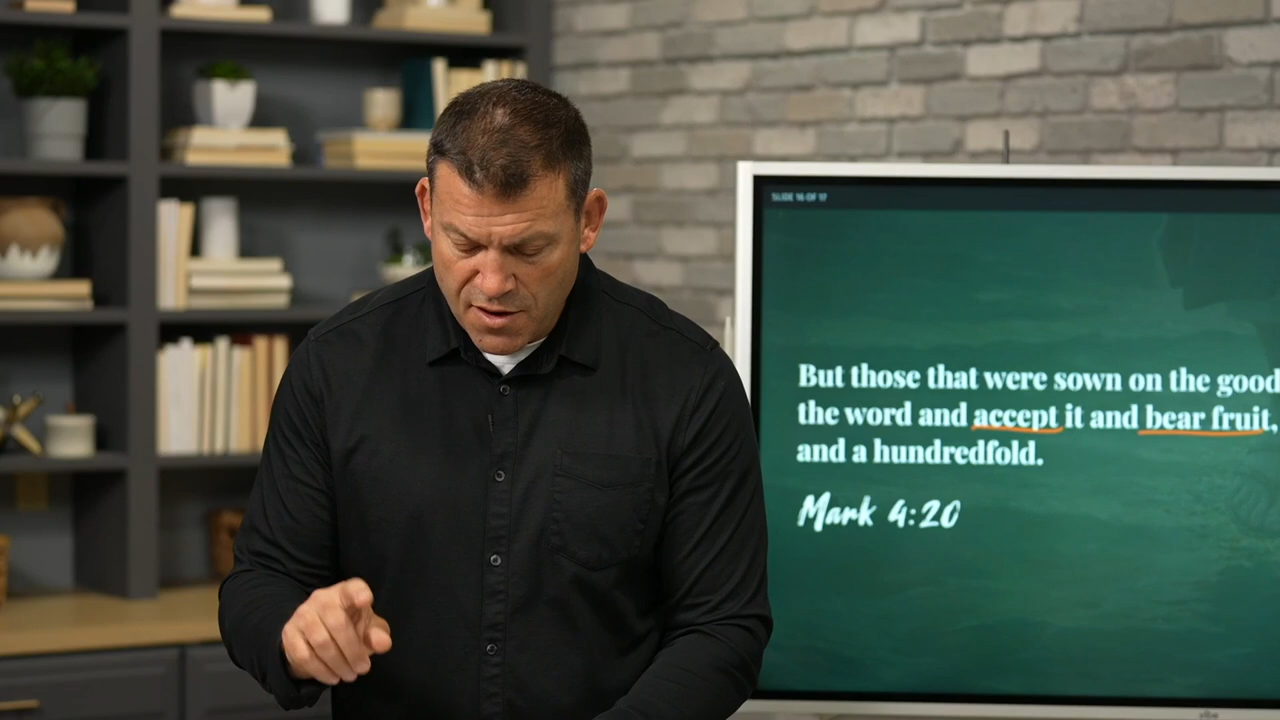 SLIDE 16 OF 17
But those that were sown on the good
the word and accept it and bear fruit,
and a hundredfold.
Mark 4:20